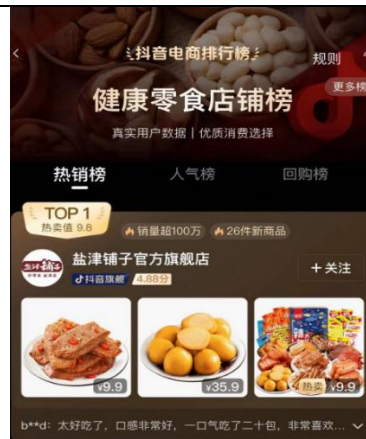 抖音电商排行榜
规则
更多榜
健康零食店铺榜
真实用户数据 | 优质消费选择
热销榜 人气榜 回购榜
TOP 1
热卖值 9.8
销量超100万 26件新商品
盐津铺子
盐津铺子官方旗舰店
抖音旗舰 4.88分
+关注
¥9.9 ¥35.9 热卖 ¥9.9
b**d: 太好吃了，口感非常好，一口气吃了二十包，非常喜欢...